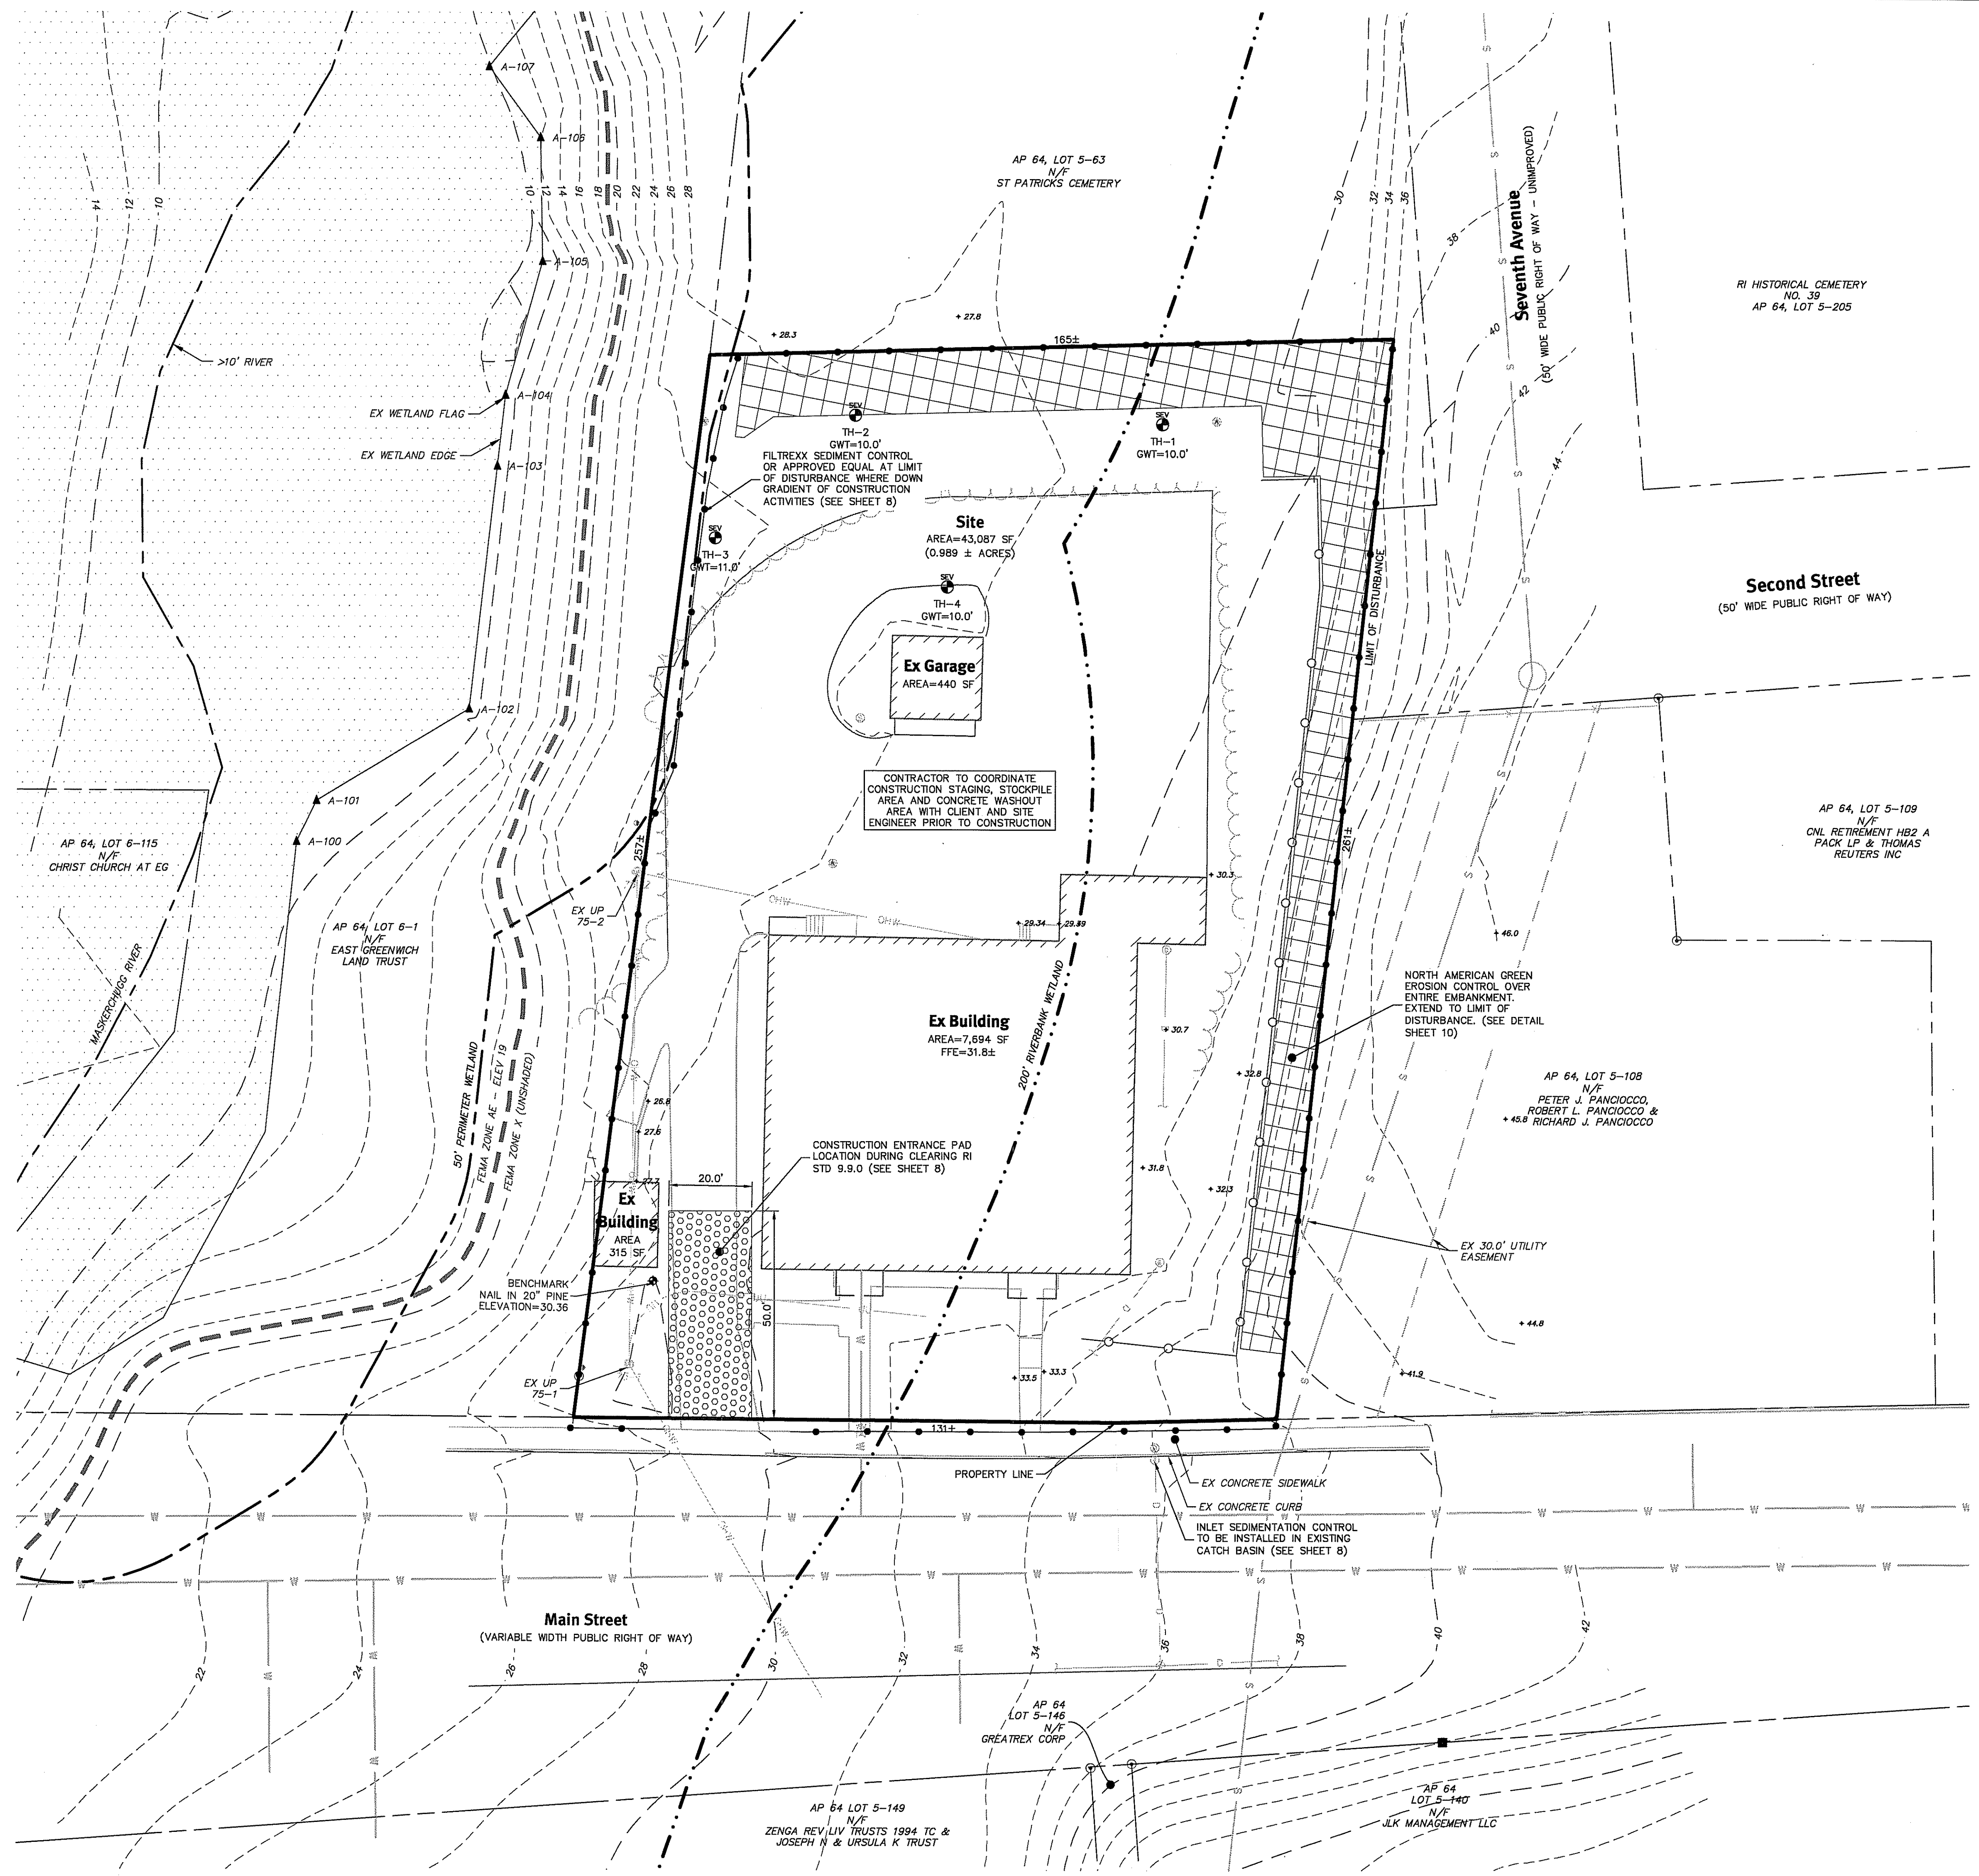 A-107
A-106
A-105
A-104
A-103
A-102
A-101
A-100
14
12
10
10
12
14
16
18
20
22
24
26
28
>10' RIVER
EX WETLAND FLAG
EX WETLAND EDGE
AP 64, LOT 5-63
N/F
ST PATRICKS CEMETERY
+ 28.3
+ 27.8
165±
30
32
34
36
38
40
42
44
Seventh Avenue
(50' WIDE PUBLIC RIGHT OF WAY - UNIMPROVED)
RI HISTORICAL CEMETERY
NO. 39
AP 64, LOT 5-205
SEV
TH-2
GWT=10.0'
SEV
TH-1
GWT=10.0'
FILTREXX SEDIMENT CONTROL
OR APPROVED EQUAL AT LIMIT
OF DISTURBANCE WHERE DOWN
GRADIENT OF CONSTRUCTION
ACTIVITIES (SEE SHEET 8)
SEV
TH-3
GWT=11.0'
Site
AREA=43,087 SF
(0.989 ± ACRES)
SEV
TH-4
GWT=10.0'
Ex Garage
AREA=440 SF
LIMIT OF DISTURBANCE
Second Street
(50' WIDE PUBLIC RIGHT OF WAY)
CONTRACTOR TO COORDINATE
CONSTRUCTION STAGING, STOCKPILE
AREA AND CONCRETE WASHOUT
AREA WITH CLIENT AND SITE
ENGINEER PRIOR TO CONSTRUCTION
257±
261±
AP 64, LOT 5-109
N/F
CNL RETIREMENT HB2 A
PACK LP & THOMAS
REUTERS INC
AP 64, LOT 6-115
N/F
CHRIST CHURCH AT EG
MASKERCHUGG RIVER
AP 64, LOT 6-1
N/F
EAST GREENWICH
LAND TRUST
EX UP
75-2
OHW
OHW
+ 29.34
+ 29.39
+ 30.3
+ 46.0
NORTH AMERICAN GREEN
EROSION CONTROL OVER
ENTIRE EMBANKMENT.
EXTEND TO LIMIT OF
DISTURBANCE. (SEE DETAIL
SHEET 10)
200' RIVERBANK WETLAND
Ex Building
AREA=7,694 SF
FFE=31.8±
+ 30.7
+ 32.8
+ 31.8
+ 32.3
50' PERIMETER WETLAND
FEMA ZONE AE - ELEV 19
FEMA ZONE X (UNSHADED)
+ 26.8
+ 27.6
+ 27.7
AP 64, LOT 5-108
N/F
PETER J. PANCIOCCO,
ROBERT L. PANCIOCCO &
RICHARD J. PANCIOCCO
+ 45.8
CONSTRUCTION ENTRANCE PAD
LOCATION DURING CLEARING RI
STD 9.9.0 (SEE SHEET 8)
20.0'
50.0'
Ex
Building
AREA
315 SF
BENCHMARK
NAIL IN 20" PINE
ELEVATION=30.36
EX UP
75-1
EX 30.0' UTILITY
EASEMENT
+ 44.8
+ 41.9
+ 33.5
+ 33.3
131±
PROPERTY LINE
EX CONCRETE SIDEWALK
EX CONCRETE CURB
INLET SEDIMENTATION CONTROL
TO BE INSTALLED IN EXISTING
CATCH BASIN (SEE SHEET 8)
Main Street
(VARIABLE WIDTH PUBLIC RIGHT OF WAY)
22
24
26
28
30
32
34
36
38
40
42
AP 64
LOT 5-146
N/F
GREATREX CORP
AP 64 LOT 5-149
N/F
ZENGA REV LIV TRUSTS 1994 TC &
JOSEPH N & URSULA K TRUST
AP 64
LOT 5-140
N/F
JLK MANAGEMENT LLC